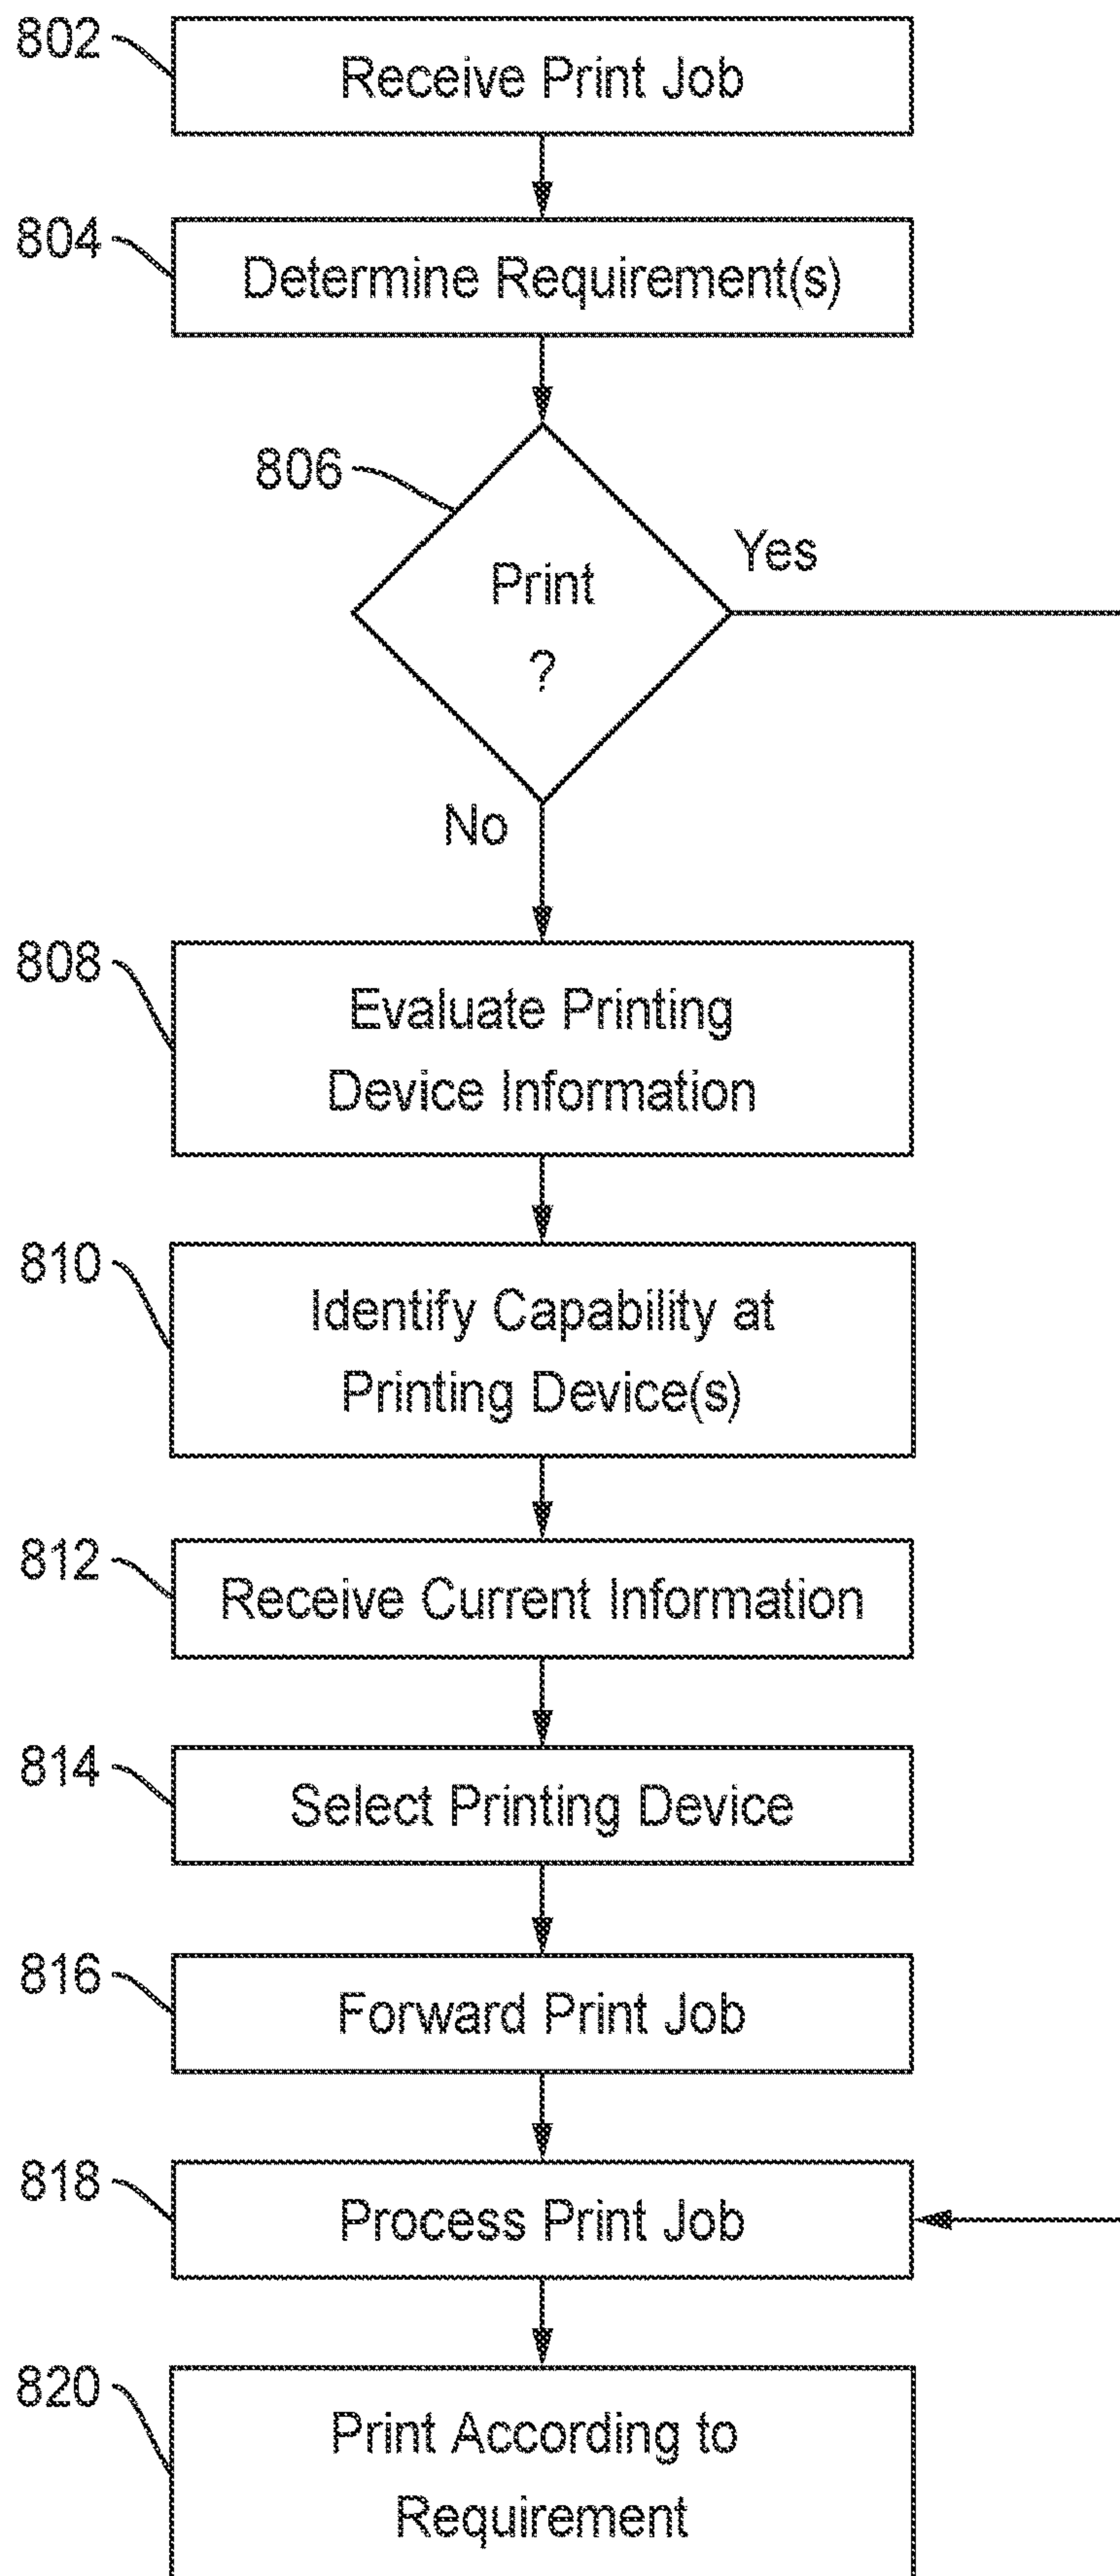 802
Receive Print Job
804
Determine Requirement(s)
806
Print
?
Yes
No
808
Evaluate Printing
Device Information
810
Identify Capability at
Printing Device(s)
812
Receive Current Information
814
Select Printing Device
816
Forward Print Job
818
Process Print Job
820
Print According to
Requirement